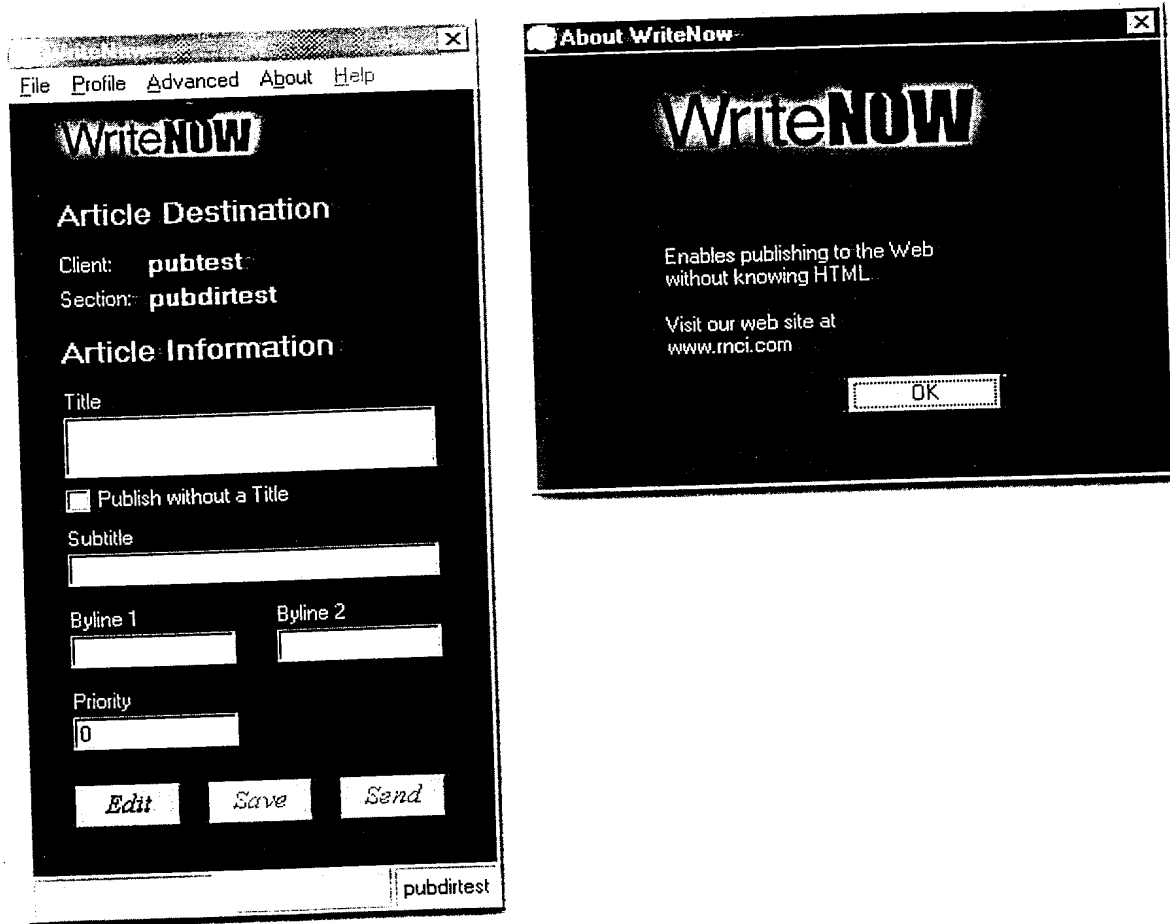 WriteNow
File Profile Advanced About Help
WriteNOW
Article Destination
Client: pubtest
Section: pubdirtest
Article Information
Title
Publish without a Title
Subtitle
Byline 1 Byline 2
Priority
0
Edit Save Send
pubdirtest
About WriteNow
WriteNOW
Enables publishing to the Web
without knowing HTML
Visit our web site at
www.rnci.com
OK